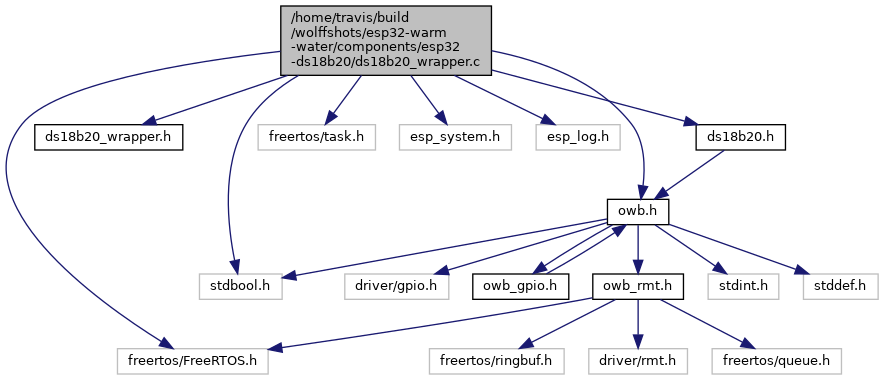 /home/travis/build
/wolffshots/esp32-warm
-water/components/esp32
-ds18b20/ds18b20_wrapper.c
ds18b20_wrapper.h
freertos/task.h
esp_system.h
esp_log.h
ds18b20.h
owb.h
stdbool.h
driver/gpio.h
owb_gpio.h
owb_rmt.h
stdint.h
stddef.h
freertos/FreeRTOS.h
freertos/ringbuf.h
driver/rmt.h
freertos/queue.h